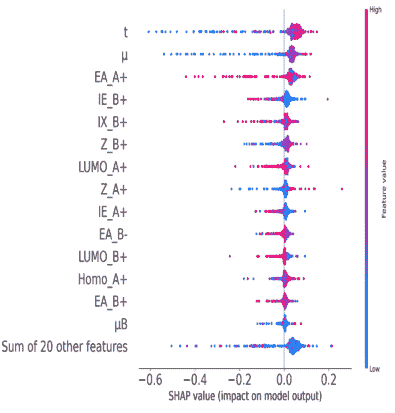 High
t
μ
EA_A+
IE_B+
IX_B+
Z_B+
LUMO_A+
Z_A+
IE_A+
EA_B-
LUMO_B+
Homo_A+
EA_B+
μB
Sum of 20 other features
Feature value
Low
−0.6 −0.4 −0.2 0.0 0.2
SHAP value (impact on model output)